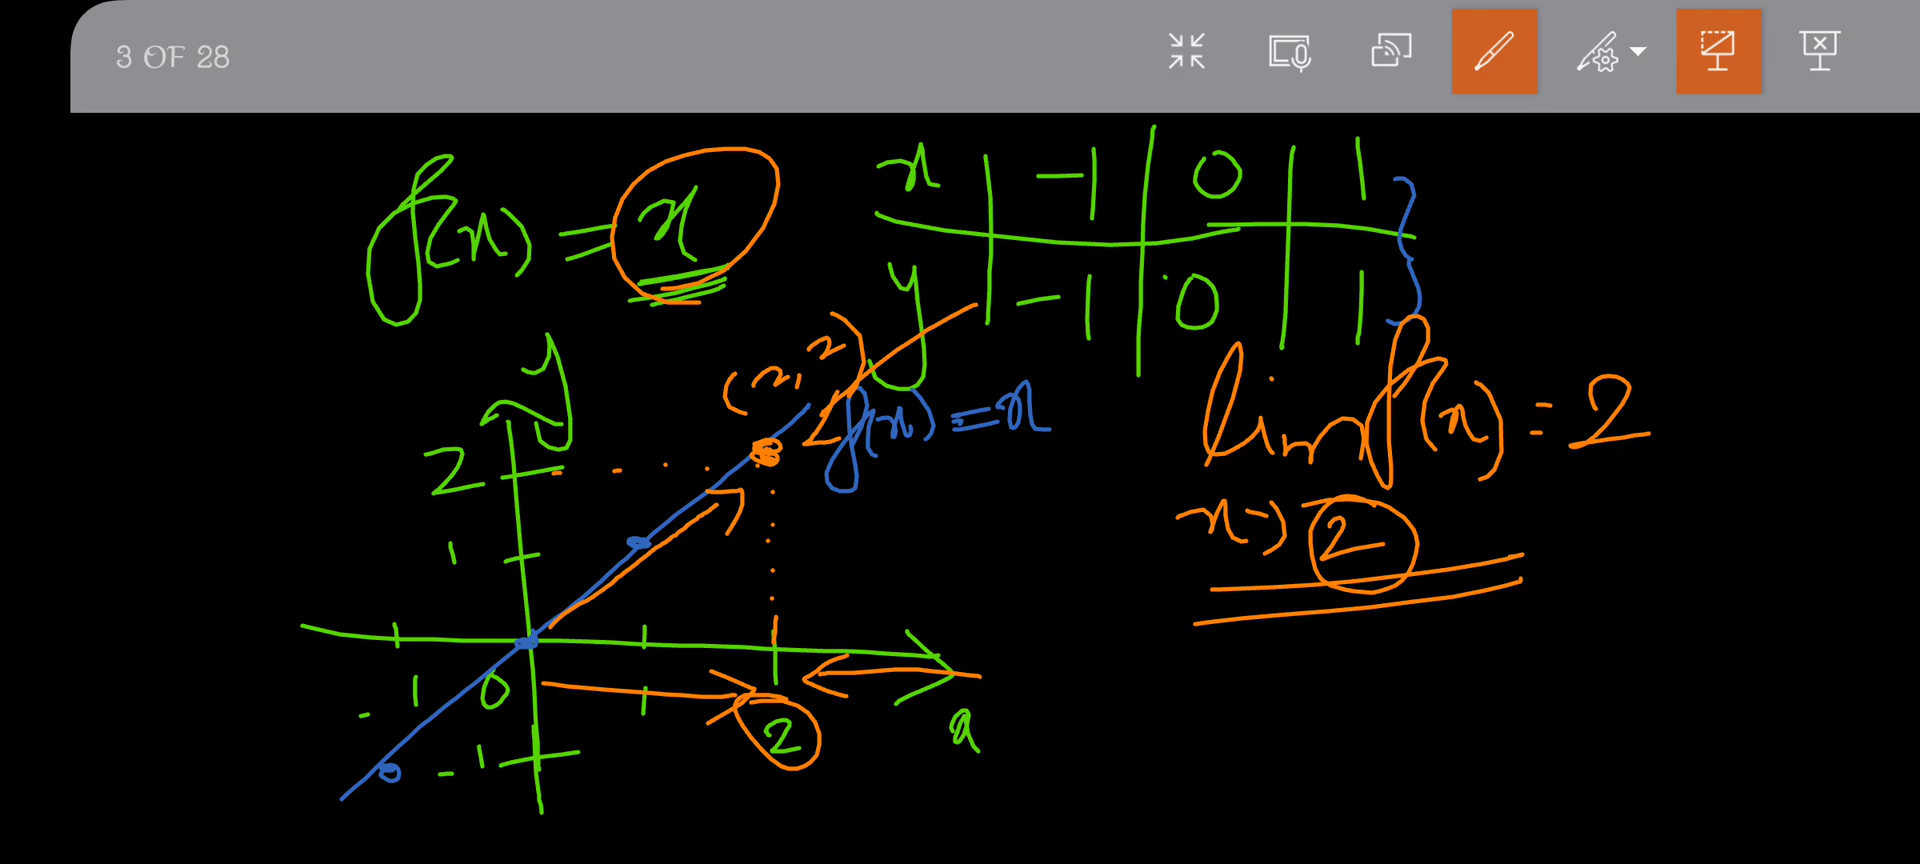 3 OF 28
f(x) = x
x | -1 | 0 | 1
y | -1 | 0 | 1
y
(2, 2)
f(x) = x
lim f(x) = 2
x→2
2
1
-1 0 1 2 x
-1